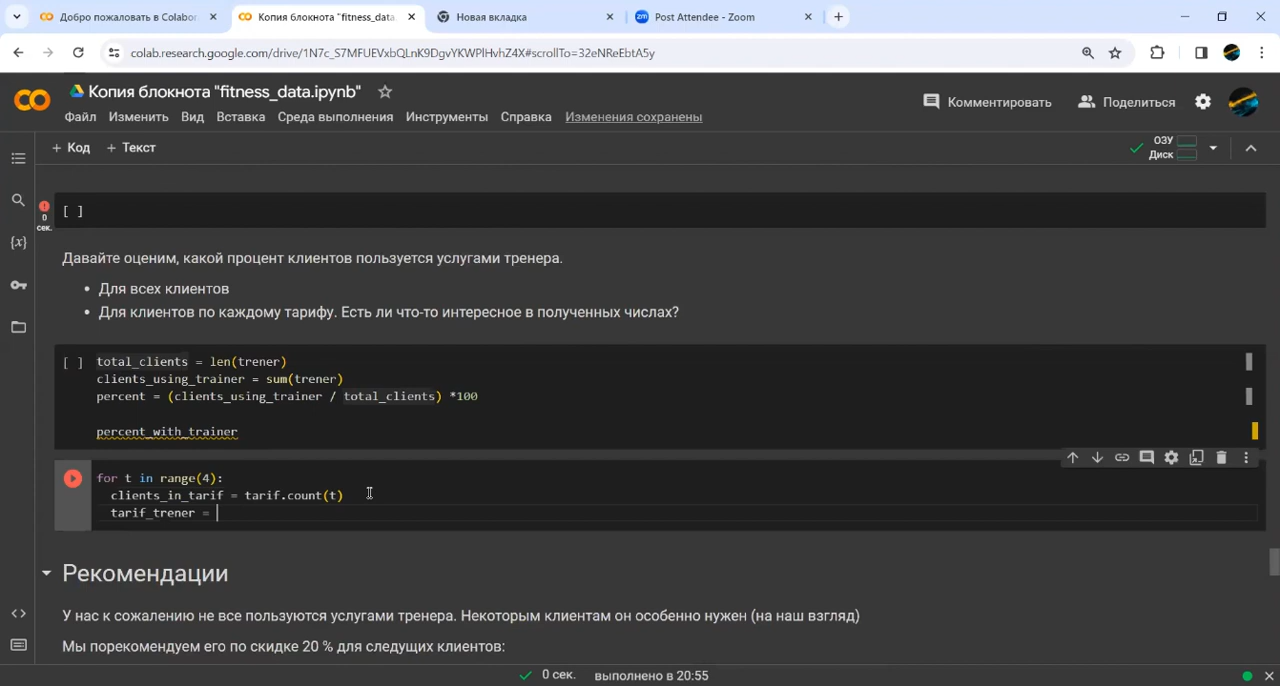 Добро пожаловать в Colabor
Копия блокнота "fitness_data.
Новая вкладка
zm
Post Attendee - Zoom
colab.research.google.com/drive/1N7c_S7MFUEVxbQLnK9DgvYKWPlHvhZ4X#scrollTo=32eNReEbtA5y
Копия блокнота "fitness_data.ipynb"
Комментировать
Поделиться
Файл Изменить Вид Вставка Среда выполнения Инструменты Справка Изменения сохранены
+ Код + Текст
ОЗУ
Диск
[ ]
0
сек.
{x}
Давайте оценим, какой процент клиентов пользуется услугами тренера.
• Для всех клиентов
• Для клиентов по каждому тарифу. Есть ли что-то интересное в полученных числах?
[ ] total_clients = len(trener)
clients_using_trainer = sum(trener)
percent = (clients_using_trainer / total_clients) *100
percent_with_trainer
for t in range(4):
clients_in_tarif = tarif.count(t)
tarif_trener =
Рекомендации
У нас к сожалению не все пользуются услугами тренера. Некоторым клиентам он особенно нужен (на наш взгляд)
Мы порекомендуем его по скидке 20 % для следущих клиентов:
0 сек. выполнено в 20:55